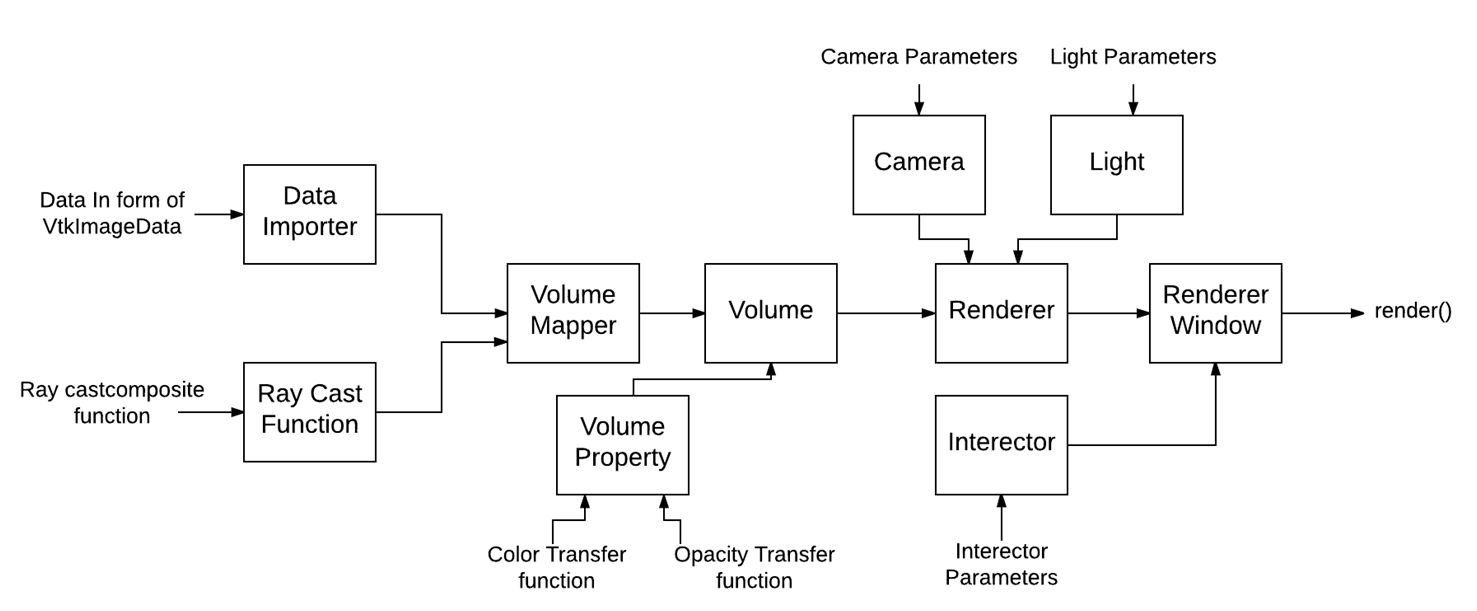 Camera Parameters
Light Parameters
Camera
Light
Data In form of
VtkImageData
Data
Importer
Volume
Mapper
Volume
Renderer
Renderer
Window
render()
Ray castcomposite
function
Ray Cast
Function
Volume
Property
Interector
Color Transfer
function
Opacity Transfer
function
Interector
Parameters